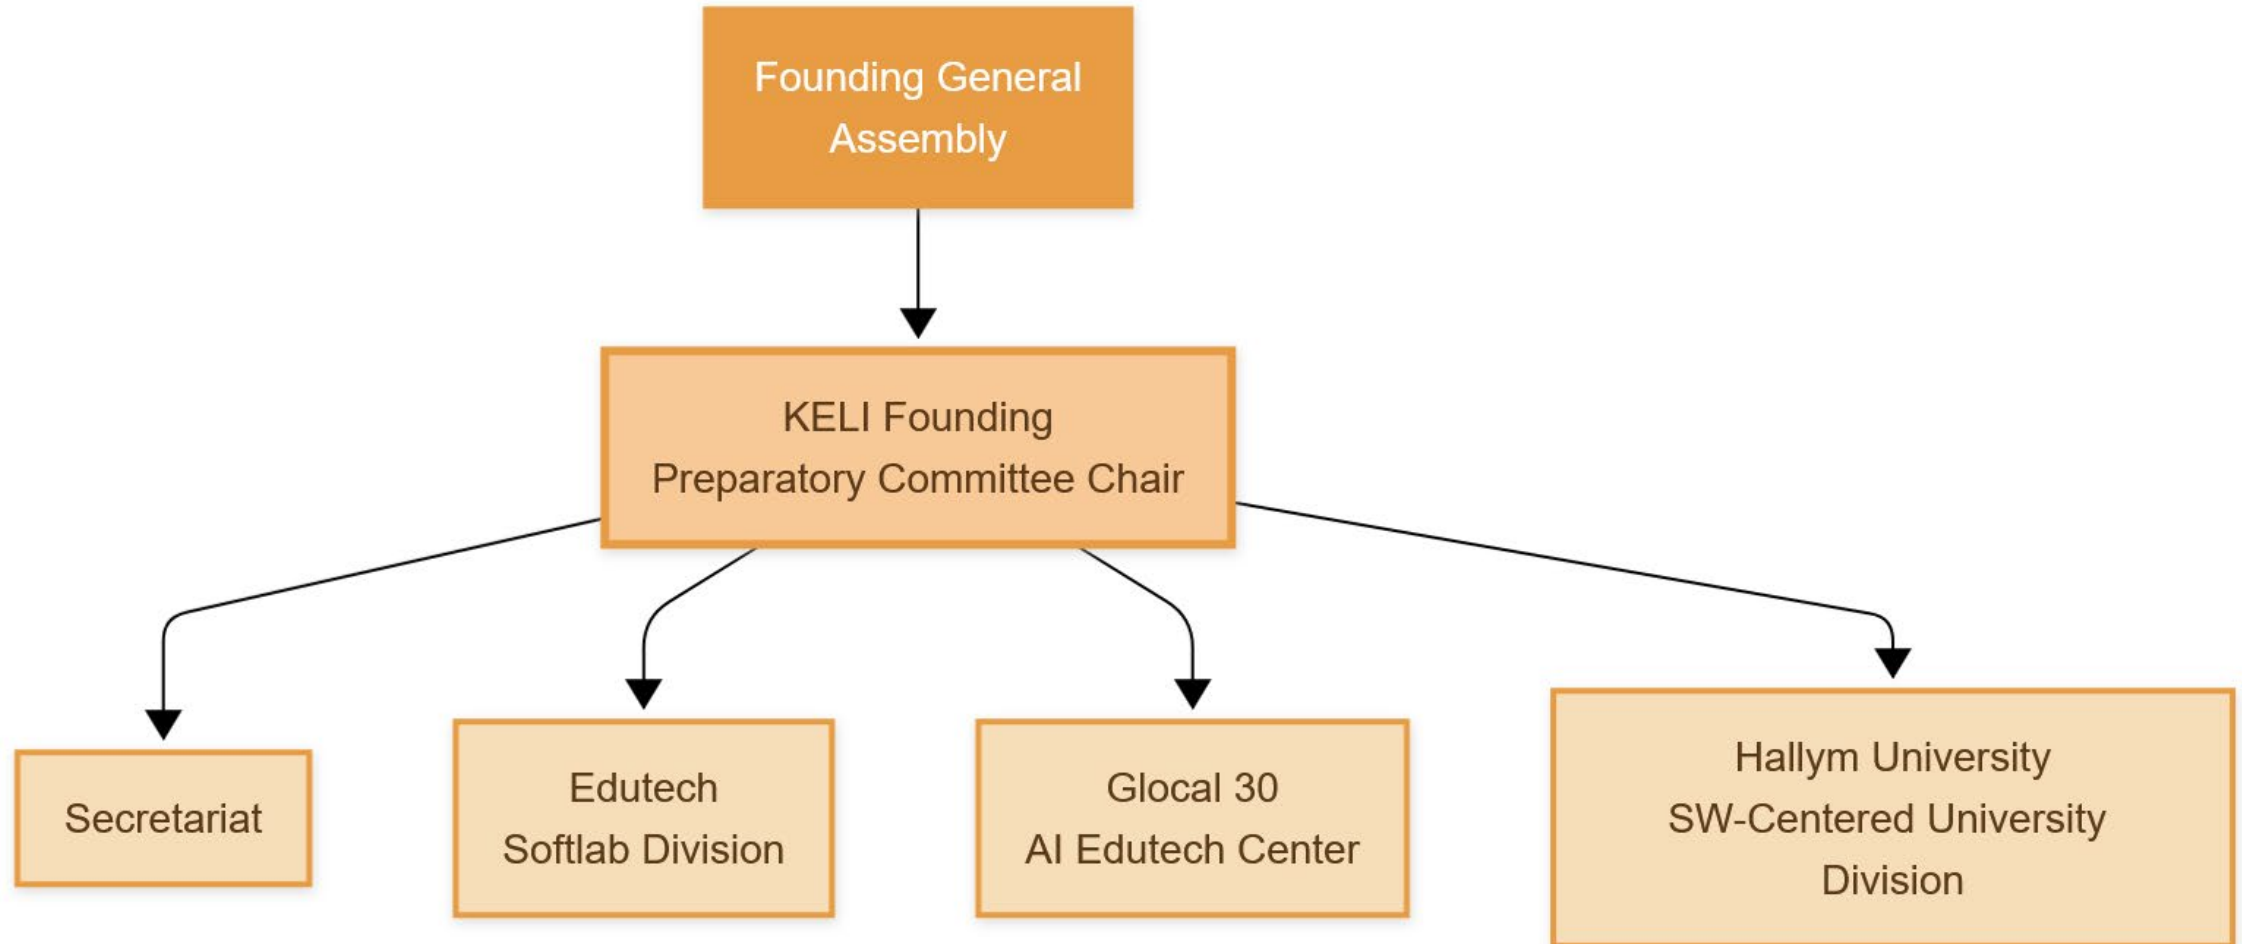 Founding General
Assembly
KELI Founding
Preparatory Committee Chair
Secretariat
Edutech
Softlab Division
Glocal 30
AI Edutech Center
Hallym University
SW-Centered University
Division